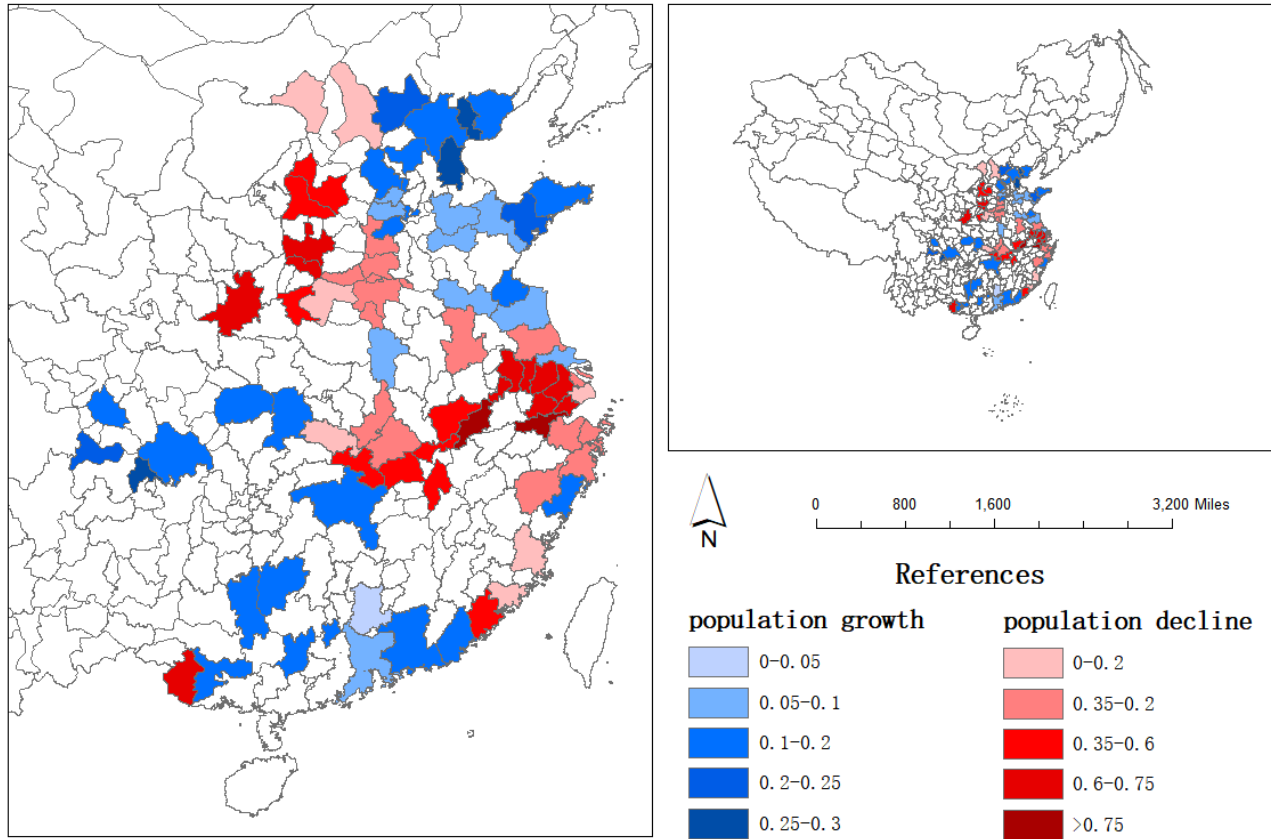 N
0 800 1,600 3,200 Miles
References
population growth population decline
0-0.05 0-0.2
0.05-0.1 0.35-0.2
0.1-0.2 0.35-0.6
0.2-0.25 0.6-0.75
0.25-0.3 >0.75